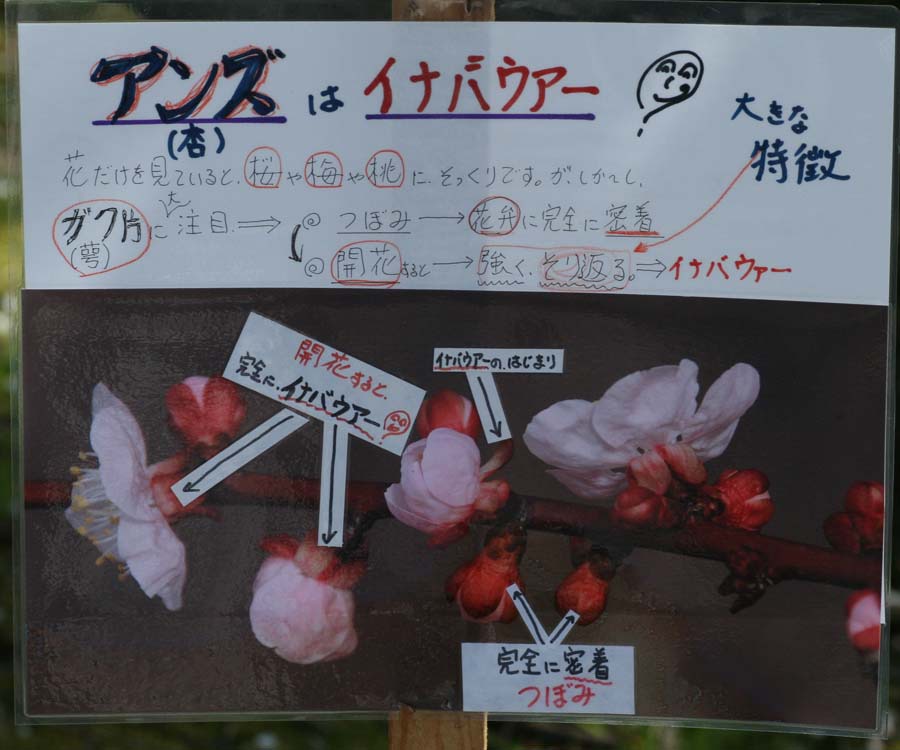 アンズはイナバウアー
(杏)
大きな
特徴
花だけを見ていると、桜や梅や桃に、そっくりです。が、しか〜し、
ガク片に大注目 ⇒ ◎ つぼみ → 花弁に完全に密着
(萼)
◎ 開花すると → 強く、そり返る。⇒ イナバウアー
開花すると、
完全に、イナバウアー
イナバウアーの、はじまり
完全に密着
つぼみ